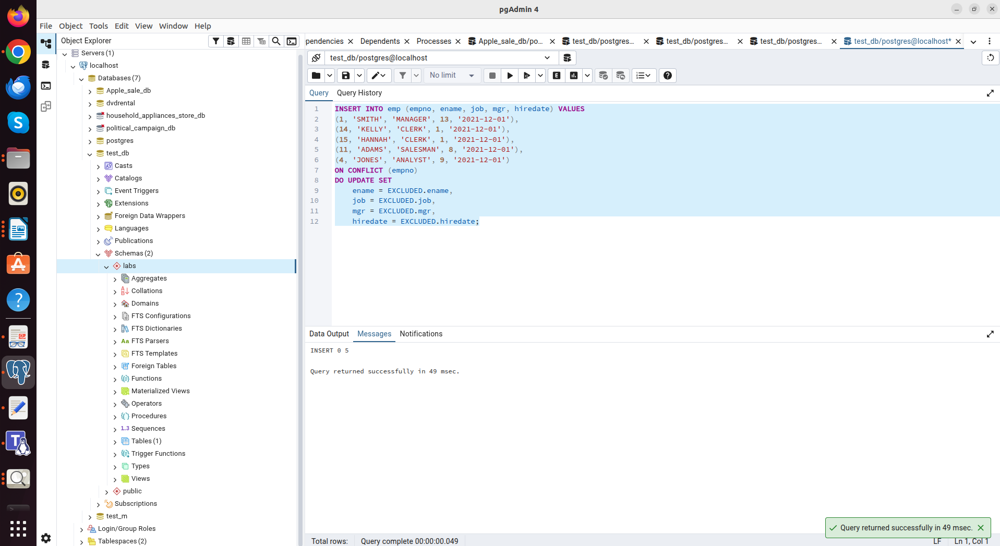 pgAdmin 4
File Object Tools Edit View Window Help
Object Explorer
pendencies Dependents Processes Apple_sale_db/po... test_db/postgres... test_db/postgres... test_db/postgres... test_db/postgres@localhost*
test_db/postgres@localhost
No limit
E
Query Query History
Servers (1)
localhost
Databases (7)
Apple_sale_db
dvdrental
household_appliances_store_db
political_campaign_db
postgres
test_db
Casts
Catalogs
Event Triggers
Extensions
Foreign Data Wrappers
Languages
Publications
Schemas (2)
labs
Aggregates
Collations
Domains
FTS Configurations
FTS Dictionaries
Aa FTS Parsers
FTS Templates
Foreign Tables
Functions
Materialized Views
Operators
Procedures
1..3 Sequences
Tables (1)
Trigger Functions
Types
Views
public
Subscriptions
test_m
Login/Group Roles
Tablespaces (2)
1 INSERT INTO emp (empno, ename, job, mgr, hiredate) VALUES
2 (1, 'SMITH', 'MANAGER', 13, '2021-12-01'),
3 (14, 'KELLY', 'CLERK', 1, '2021-12-01'),
4 (15, 'HANNAH', 'CLERK', 1, '2021-12-01'),
5 (11, 'ADAMS', 'SALESMAN', 8, '2021-12-01'),
6 (4, 'JONES', 'ANALYST', 9, '2021-12-01')
7 ON CONFLICT (empno)
8 DO UPDATE SET
9 ename = EXCLUDED.ename,
10 job = EXCLUDED.job,
11 mgr = EXCLUDED.mgr,
12 hiredate = EXCLUDED.hiredate;
Data Output Messages Notifications
INSERT 0 5
Query returned successfully in 49 msec.
Query returned successfully in 49 msec.
Total rows: Query complete 00:00:00.049 LF Ln 1, Col 1